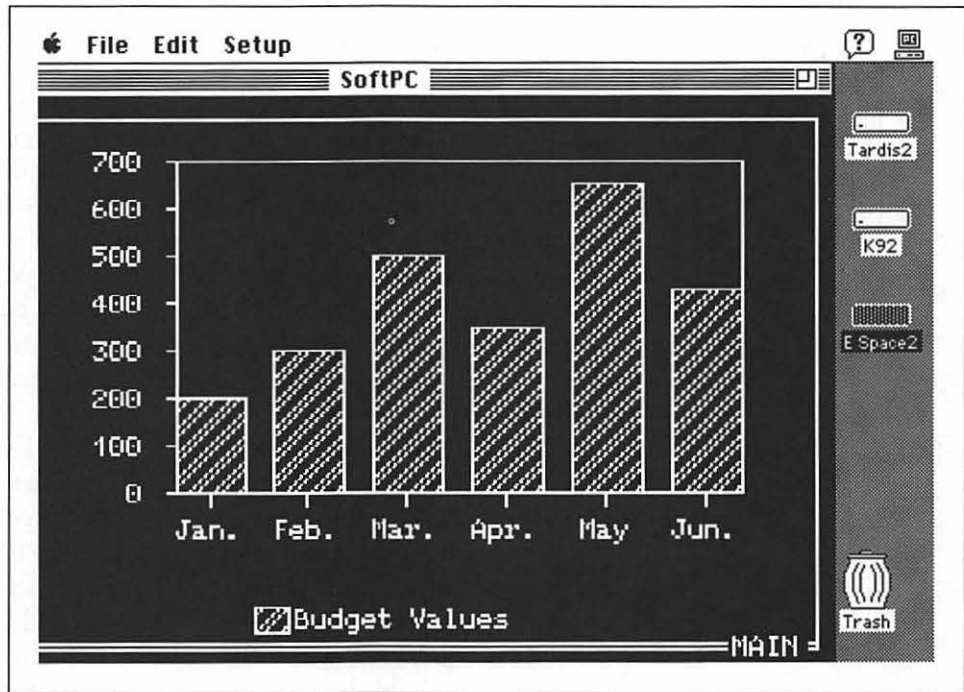 File Edit Setup
SoftPC
700
600
500
400
300
200
100
0
Jan. Feb. Mar. Apr. May Jun.
Budget Values
MAIN
? PC
Tardis2
K92
E Space2
Trash